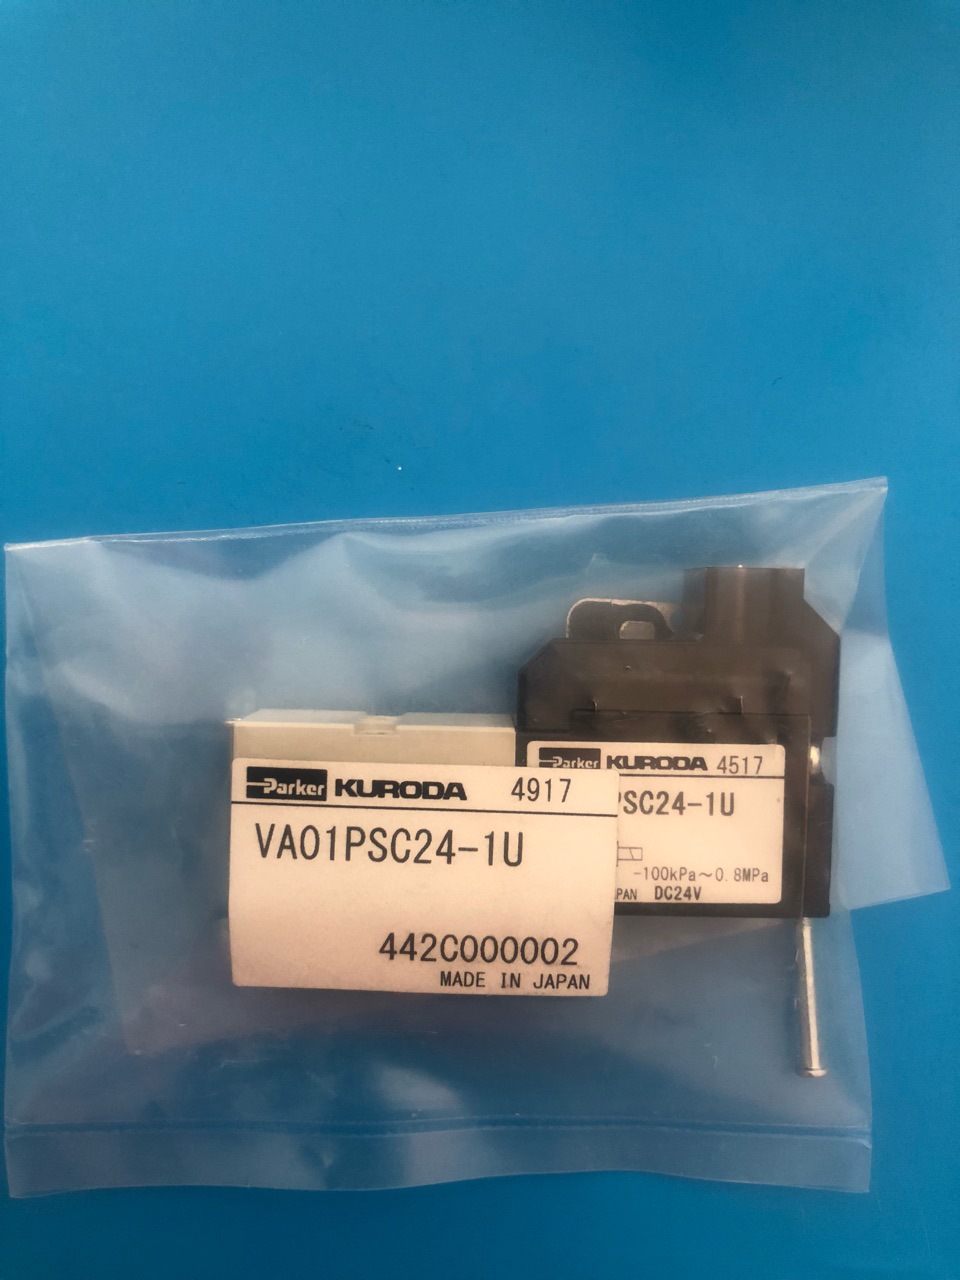 Parker KURODA 4917
VA01PSC24-1U
442C000002
MADE IN JAPAN
Parker KURODA 4517
PSC24-1U
-100kPa～0.8MPa
PAN DC24V